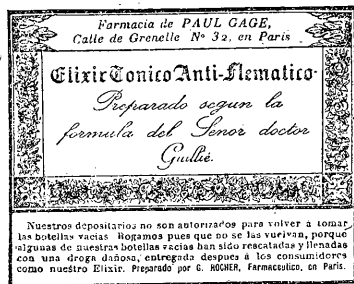 Farmacia de PAUL GAGE,
Calle de Grenelle Nº 32, en Paris
Elixir Tonico Anti-Flematico
Preparado segun la
formula del Señor doctor
Guillié.
Nuestros depositarios no son autorizados para volver à tomar
las botellas vacias Rogamos pues que no se las vuelvan, porque
algunas de nuestras botellas vacias han sido rescatadas y llenadas
con una droga dañosa, entregada despues à los consumidores
como nuestro Elixir. Preparado por G. ROCHER, Farmaceutico, en Paris.